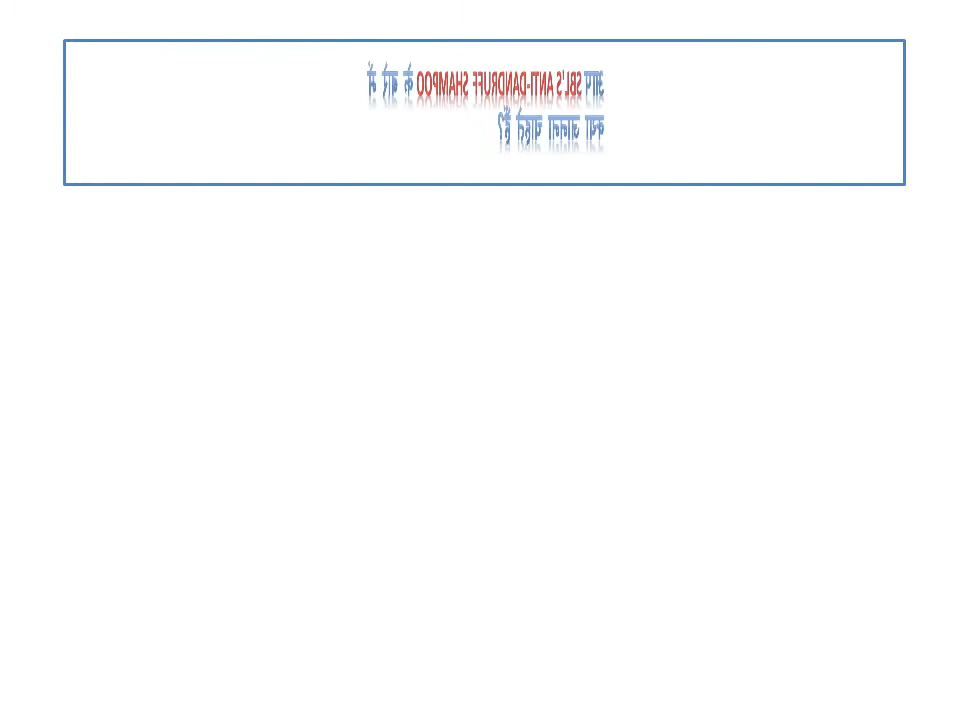 आप SBL'S ANTI-DANDRUFF SHAMPOO के बारे में
क्या जानना चाहते हैं?